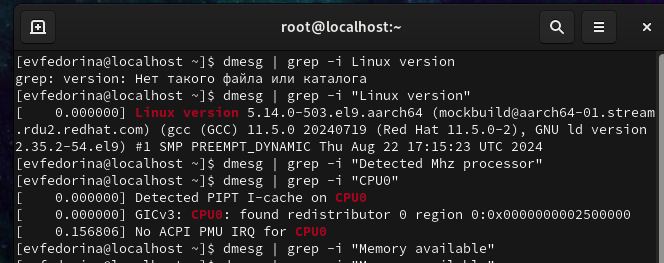 root@localhost:~
[evfedorina@localhost ~]$ dmesg | grep -i Linux version
grep: version: Нет такого файла или каталога
[evfedorina@localhost ~]$ dmesg | grep -i "Linux version"
[    0.000000] Linux version 5.14.0-503.el9.aarch64 (mockbuild@aarch64-01.stream
.rdu2.redhat.com) (gcc (GCC) 11.5.0 20240719 (Red Hat 11.5.0-2), GNU ld version
2.35.2-54.el9) #1 SMP PREEMPT_DYNAMIC Thu Aug 22 17:15:23 UTC 2024
[evfedorina@localhost ~]$ dmesg | grep -i "Detected Mhz processor"
[evfedorina@localhost ~]$ dmesg | grep -i "CPU0"
[    0.000000] Detected PIPT I-cache on CPU0
[    0.000000] GICv3: CPU0: found redistributor 0 region 0:0x0000000002500000
[    0.156806] No ACPI PMU IRQ for CPU0
[evfedorina@localhost ~]$ dmesg | grep -i "Memory available"